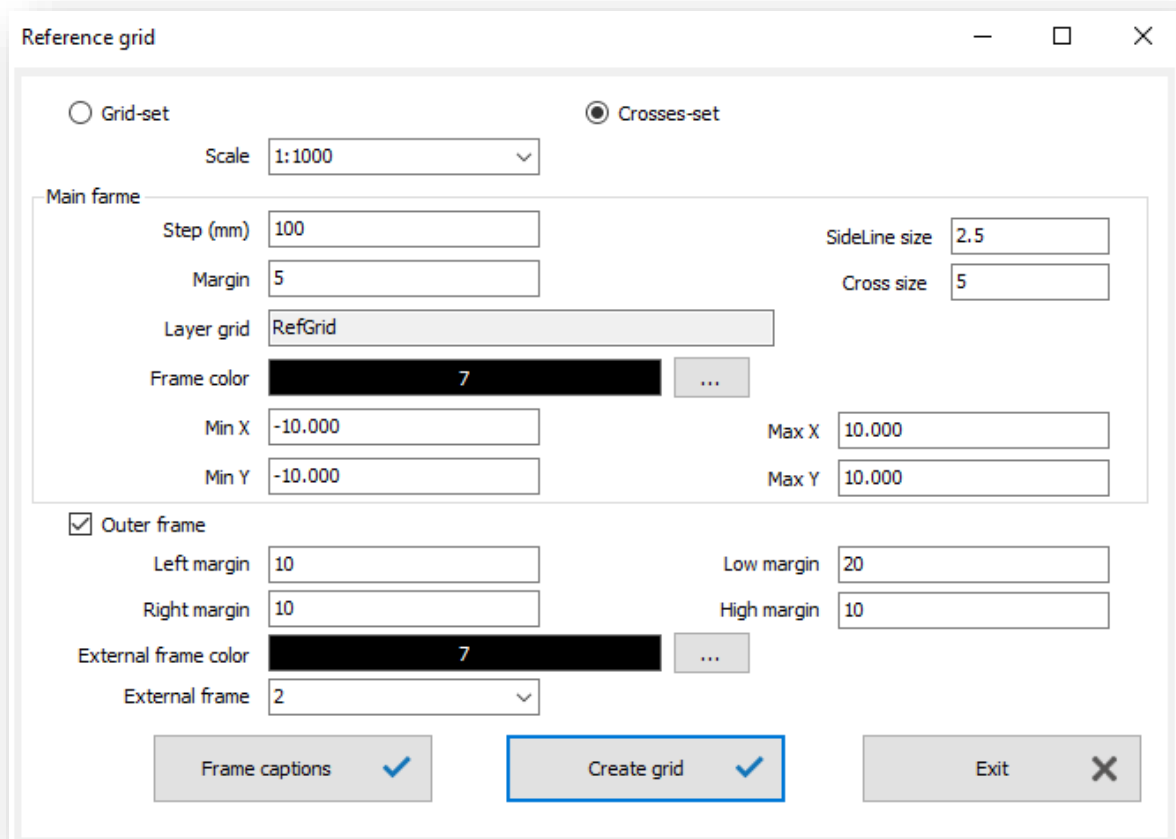 Reference grid
Grid-set
Crosses-set
Scale 1:1000
Main farme
Step (mm) 100
SideLine size 2.5
Margin 5
Cross size 5
Layer grid RefGrid
Frame color 7 ...
Min X -10.000
Max X 10.000
Min Y -10.000
Max Y 10.000
Outer frame
Left margin 10
Low margin 20
Right margin 10
High margin 10
External frame color 7 ...
External frame 2
Frame captions
Create grid
Exit